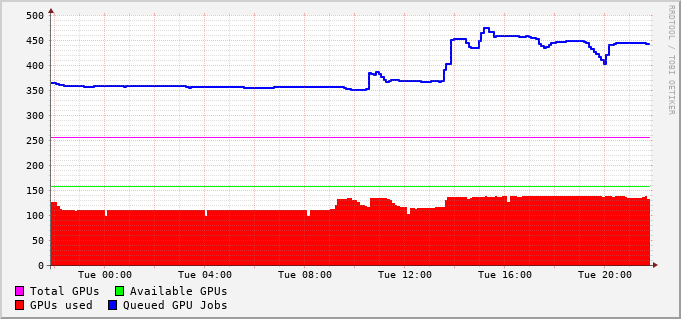 500
450
400
350
300
250
200
150
100
50
0
Tue 00:00 Tue 04:00 Tue 08:00 Tue 12:00 Tue 16:00 Tue 20:00
Total GPUs Available GPUs
GPUs used Queued GPU Jobs
RRDTOOL / TOBI OETIKER